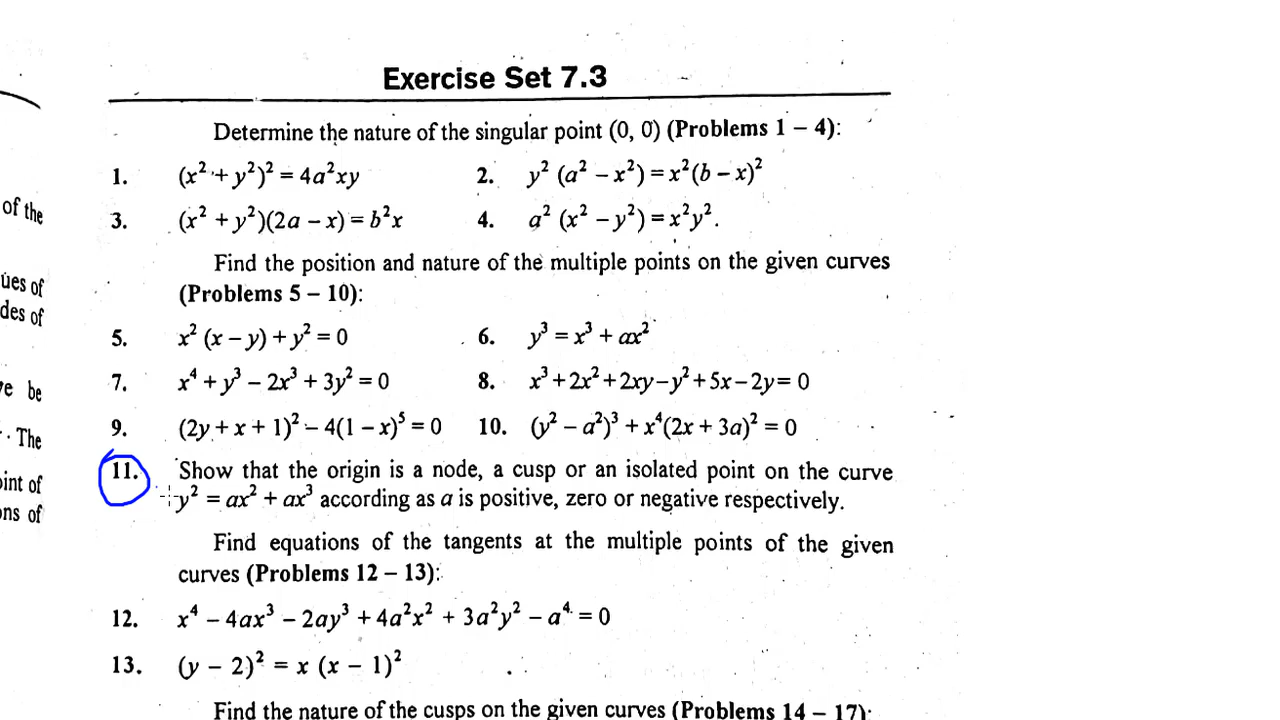 Exercise Set 7.3
Determine the nature of the singular point (0, 0) (Problems 1 – 4):
1. (x² + y²)² = 4a²xy 2. y² (a² – x²) = x²(b – x)²
of the
3. (x² + y²)(2a – x) = b²x 4. a² (x² – y²) = x²y².
Find the position and nature of the multiple points on the given curves
ues of
(Problems 5 – 10):
des of
5. x² (x – y) + y² = 0 6. y³ = x³ + ax²
7. x⁴ + y³ – 2x³ + 3y² = 0 8. x³ + 2x² + 2xy – y² + 5x – 2y = 0
be
9. (2y + x + 1)² – 4(1 – x)⁵ = 0 10. (y² – a²)³ + x⁴(2x + 3a)² = 0
. The
11. Show that the origin is a node, a cusp or an isolated point on the curve
oint of
y² = ax² + ax³ according as a is positive, zero or negative respectively.
ons of
Find equations of the tangents at the multiple points of the given
curves (Problems 12 – 13):
12. x⁴ – 4ax³ – 2ay³ + 4a²x² + 3a²y² – a⁴ = 0
13. (y – 2)² = x (x – 1)²
Find the nature of the cusps on the given curves (Problems 14 – 17):